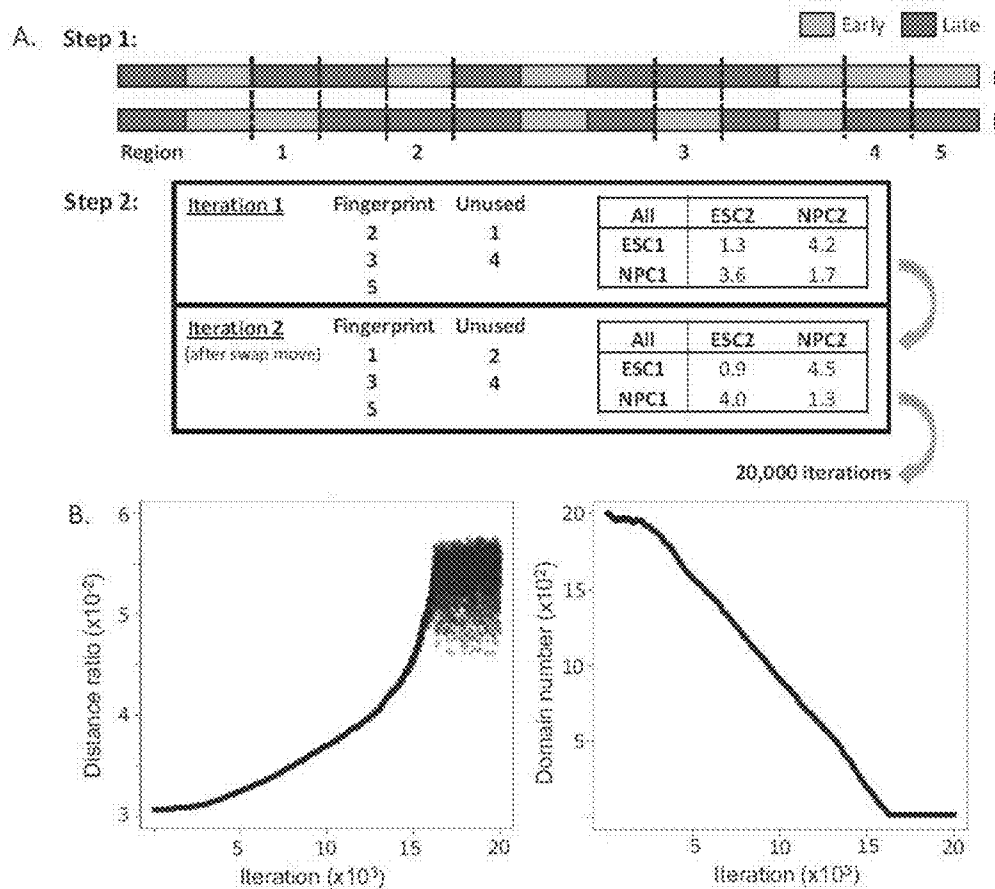 Early Late
A. Step 1:
Region 1 2 3 4 5
Step 2:
Iteration 1 Fingerprint Unused
2 1
3 4
5
All ESC2 NPC2
ESC1 1.3 4.2
NPC1 3.6 1.7
Iteration 2 Fingerprint Unused
(after swap move)
1 2
3 4
5
All ESC2 NPC2
ESC1 0.9 4.5
NPC1 4.0 1.3
20,000 iterations
B.
Distance ratio (x10⁻²)
6
5
4
3
5 10 15 20
Iteration (x10³)
Domain number (x10²)
20
15
10
5
5 10 15 20
Iteration (x10³)